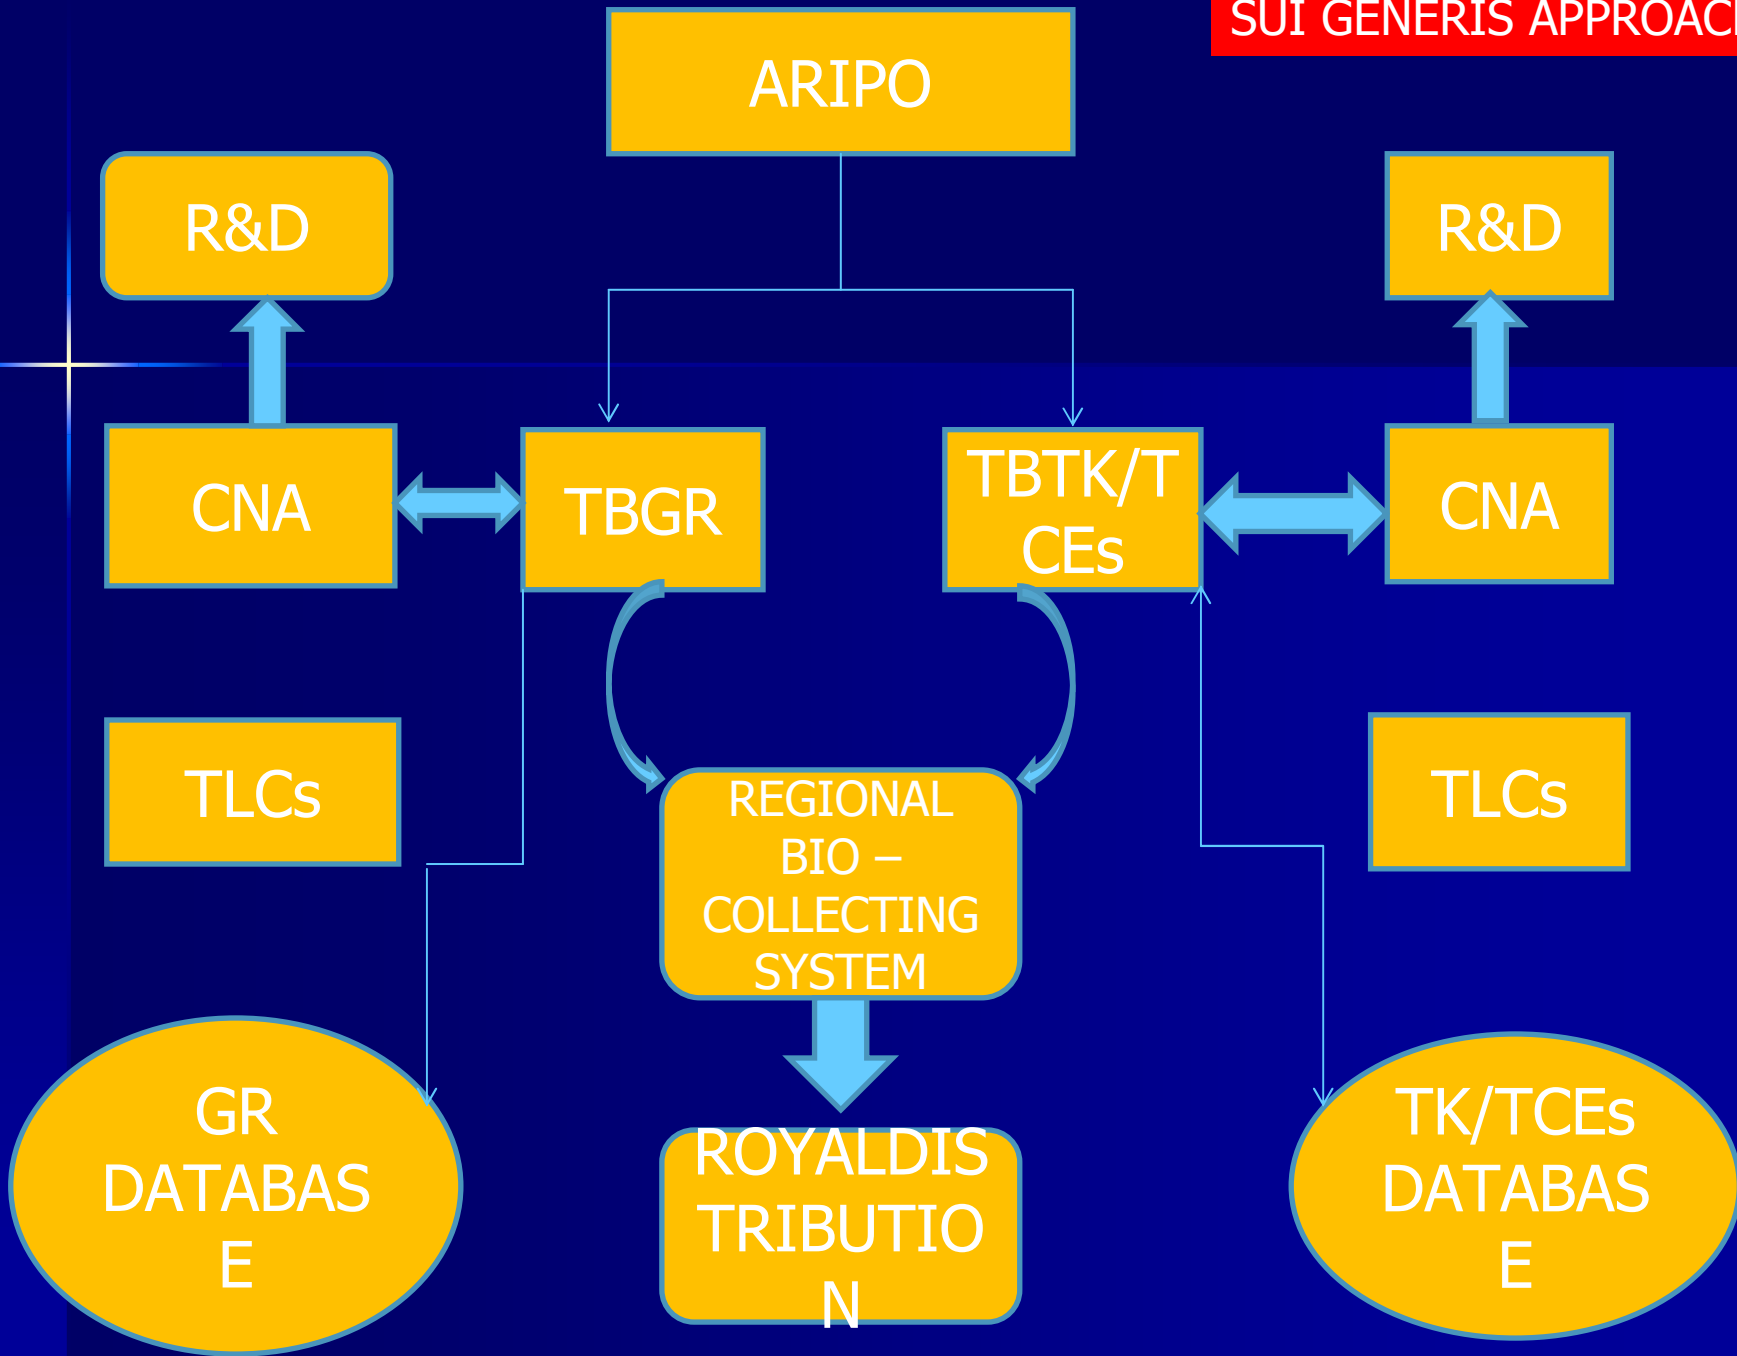 SUI GENERIS APPROACH
ARIPO
R&D
R&D
CNA
TBGR
TBTK/T
CEs
CNA
TLCs
REGIONAL
BIO –
COLLECTING
SYSTEM
TLCs
GR
DATABAS
E
ROYALDIS
TRIBUTIO
N
TK/TCEs
DATABAS
E